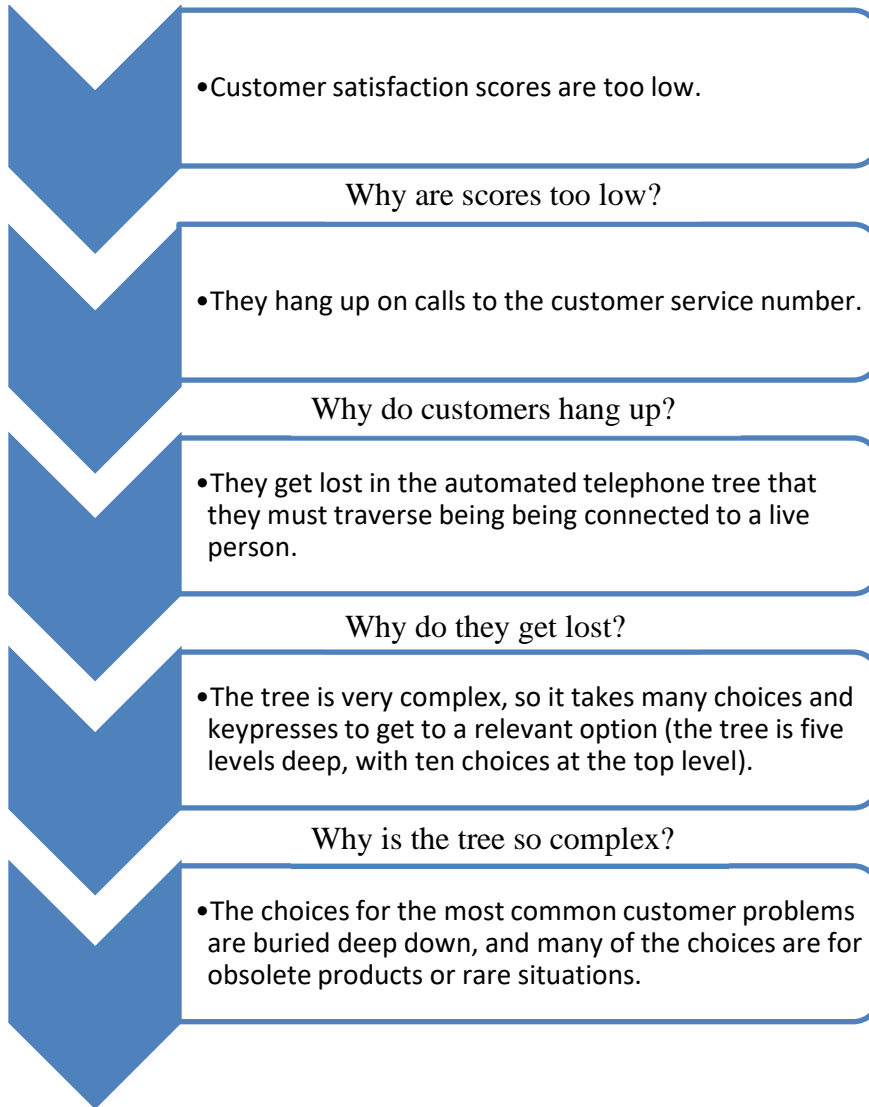 •Customer satisfaction scores are too low.
Why are scores too low?
•They hang up on calls to the customer service number.
Why do customers hang up?
•They get lost in the automated telephone tree that
they must traverse being being connected to a live
person.
Why do they get lost?
•The tree is very complex, so it takes many choices and
keypresses to get to a relevant option (the tree is five
levels deep, with ten choices at the top level).
Why is the tree so complex?
•The choices for the most common customer problems
are buried deep down, and many of the choices are for
obsolete products or rare situations.